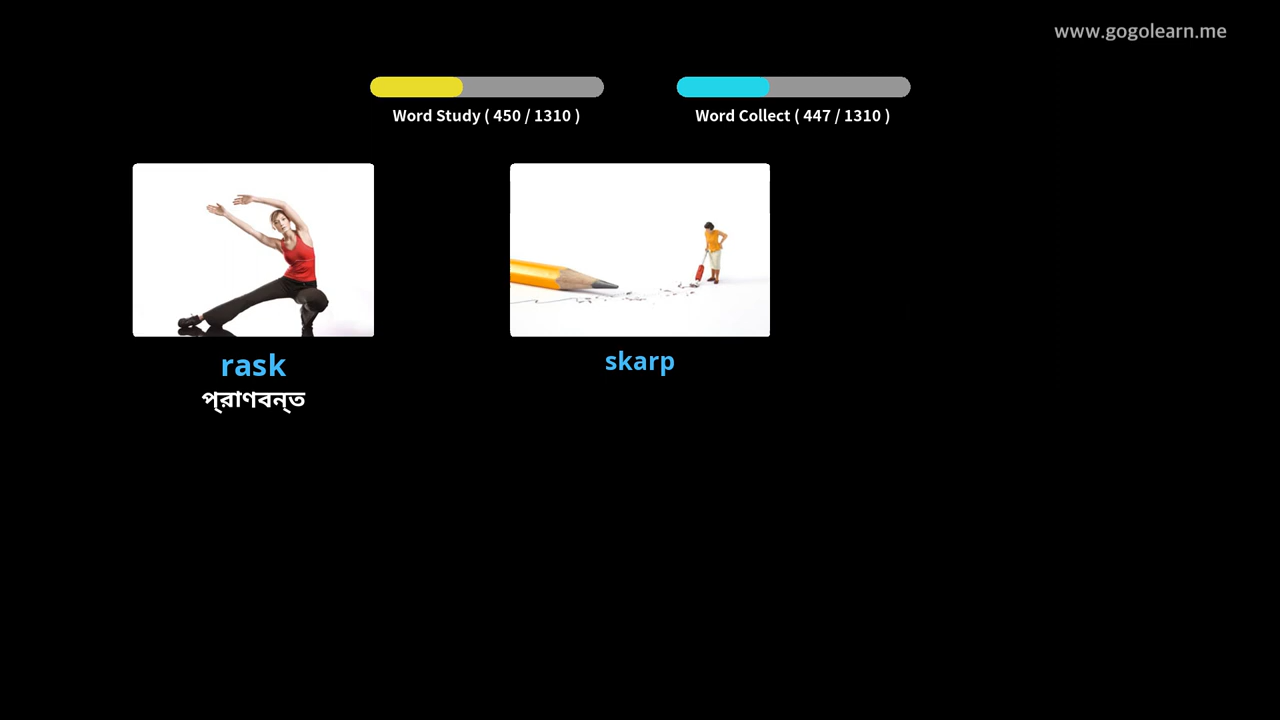 www.gogolearn.me
Word Study ( 450 / 1310 )
Word Collect ( 447 / 1310 )
rask
প্রাণবন্ত
skarp